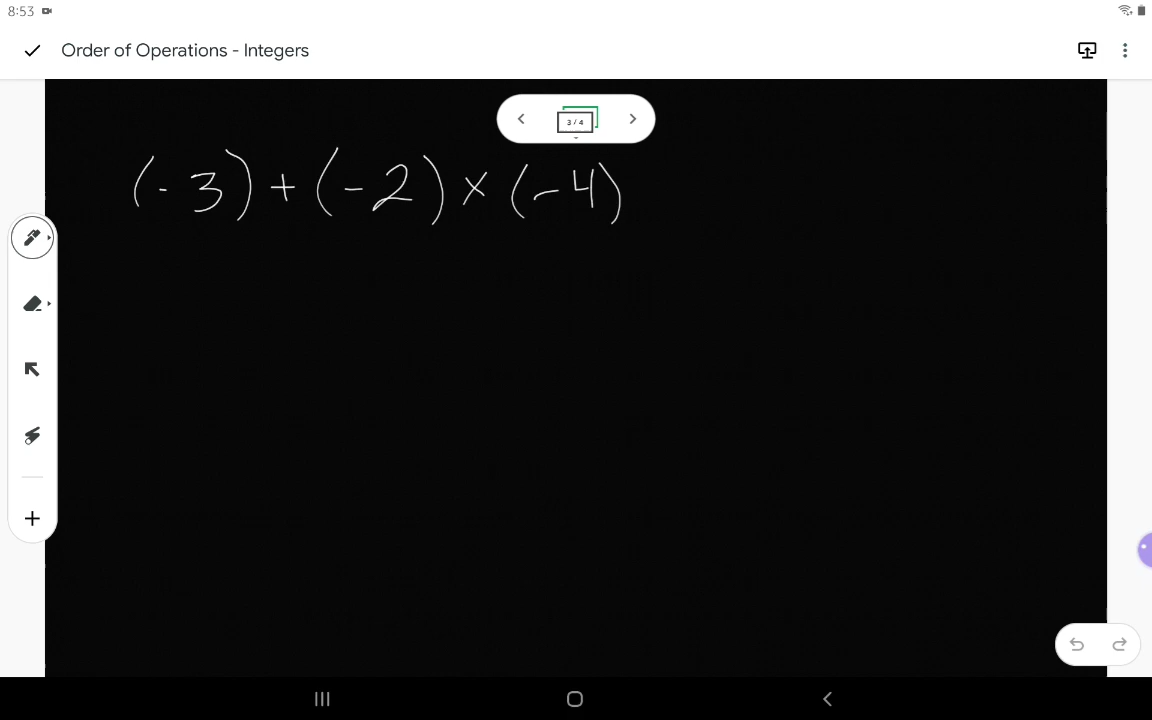 8:53
Order of Operations - Integers
3 / 4
(-3) + (-2) × (-4)